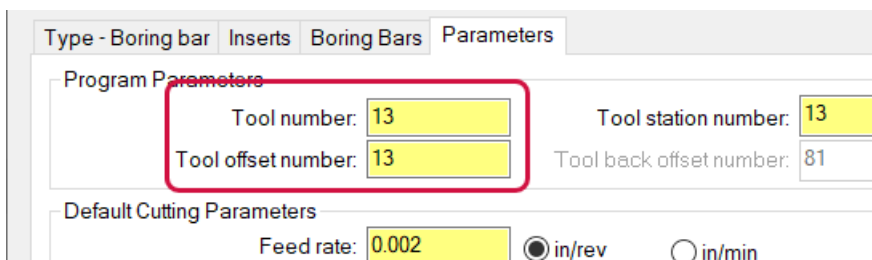 Type - Boring bar Inserts Boring Bars Parameters
Program Parameters
Tool number: 13 Tool station number: 13
Tool offset number: 13 Tool back offset number: 81
Default Cutting Parameters
Feed rate: 0.002 in/rev in/min